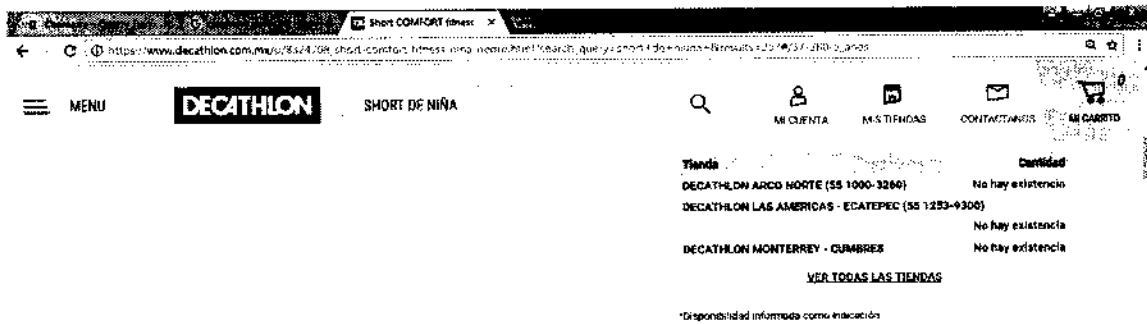 Short COMFORT fitness
MENU
DECATHLON
SHORT DE NIÑA
MI CUENTA
MIS TIENDAS
CONTACTANOS
0
MI CARRITO
Tienda Cantidad
DECATHLON ARCO NORTE (55 1000-3260) No hay existencia
DECATHLON LAS AMERICAS - ECATEPEC (55 1253-9300)
No hay existencia
DECATHLON MONTERREY - CUMBRES No hay existencia
VER TODAS LAS TIENDAS
*Disponibilidad informada como indicación